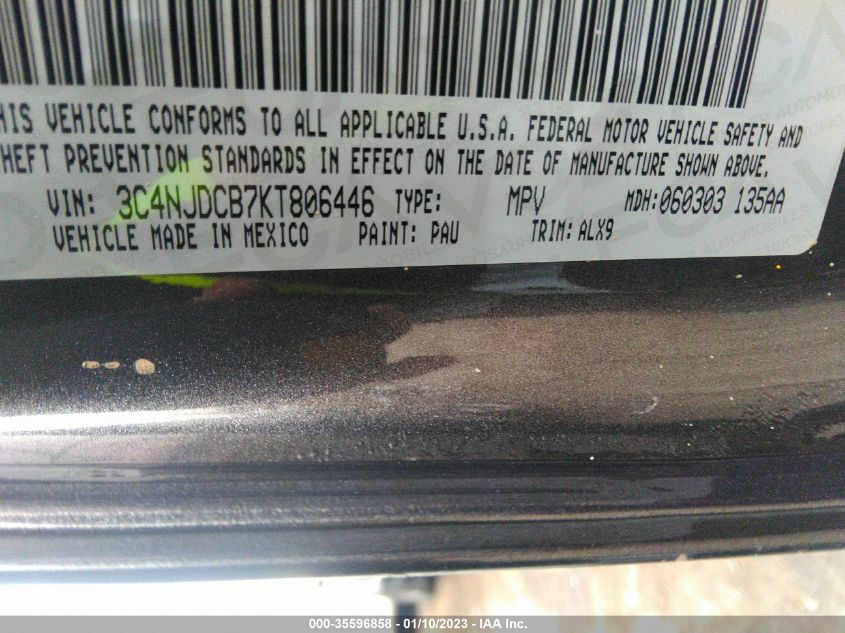 HIS VEHICLE CONFORMS TO ALL APPLICABLE U.S.A. FEDERAL MOTOR VEHICLE SAFETY AND
HEFT PREVENTION STANDARDS IN EFFECT ON THE DATE OF MANUFACTURE SHOWN ABOVE.
VIN: 3C4NJDCB7KT806446 TYPE: MPV MDH:060303 135AA
VEHICLE MADE IN MEXICO PAINT: PAU TRIM: ALX9
000-35596858 - 01/10/2023 - IAA Inc.